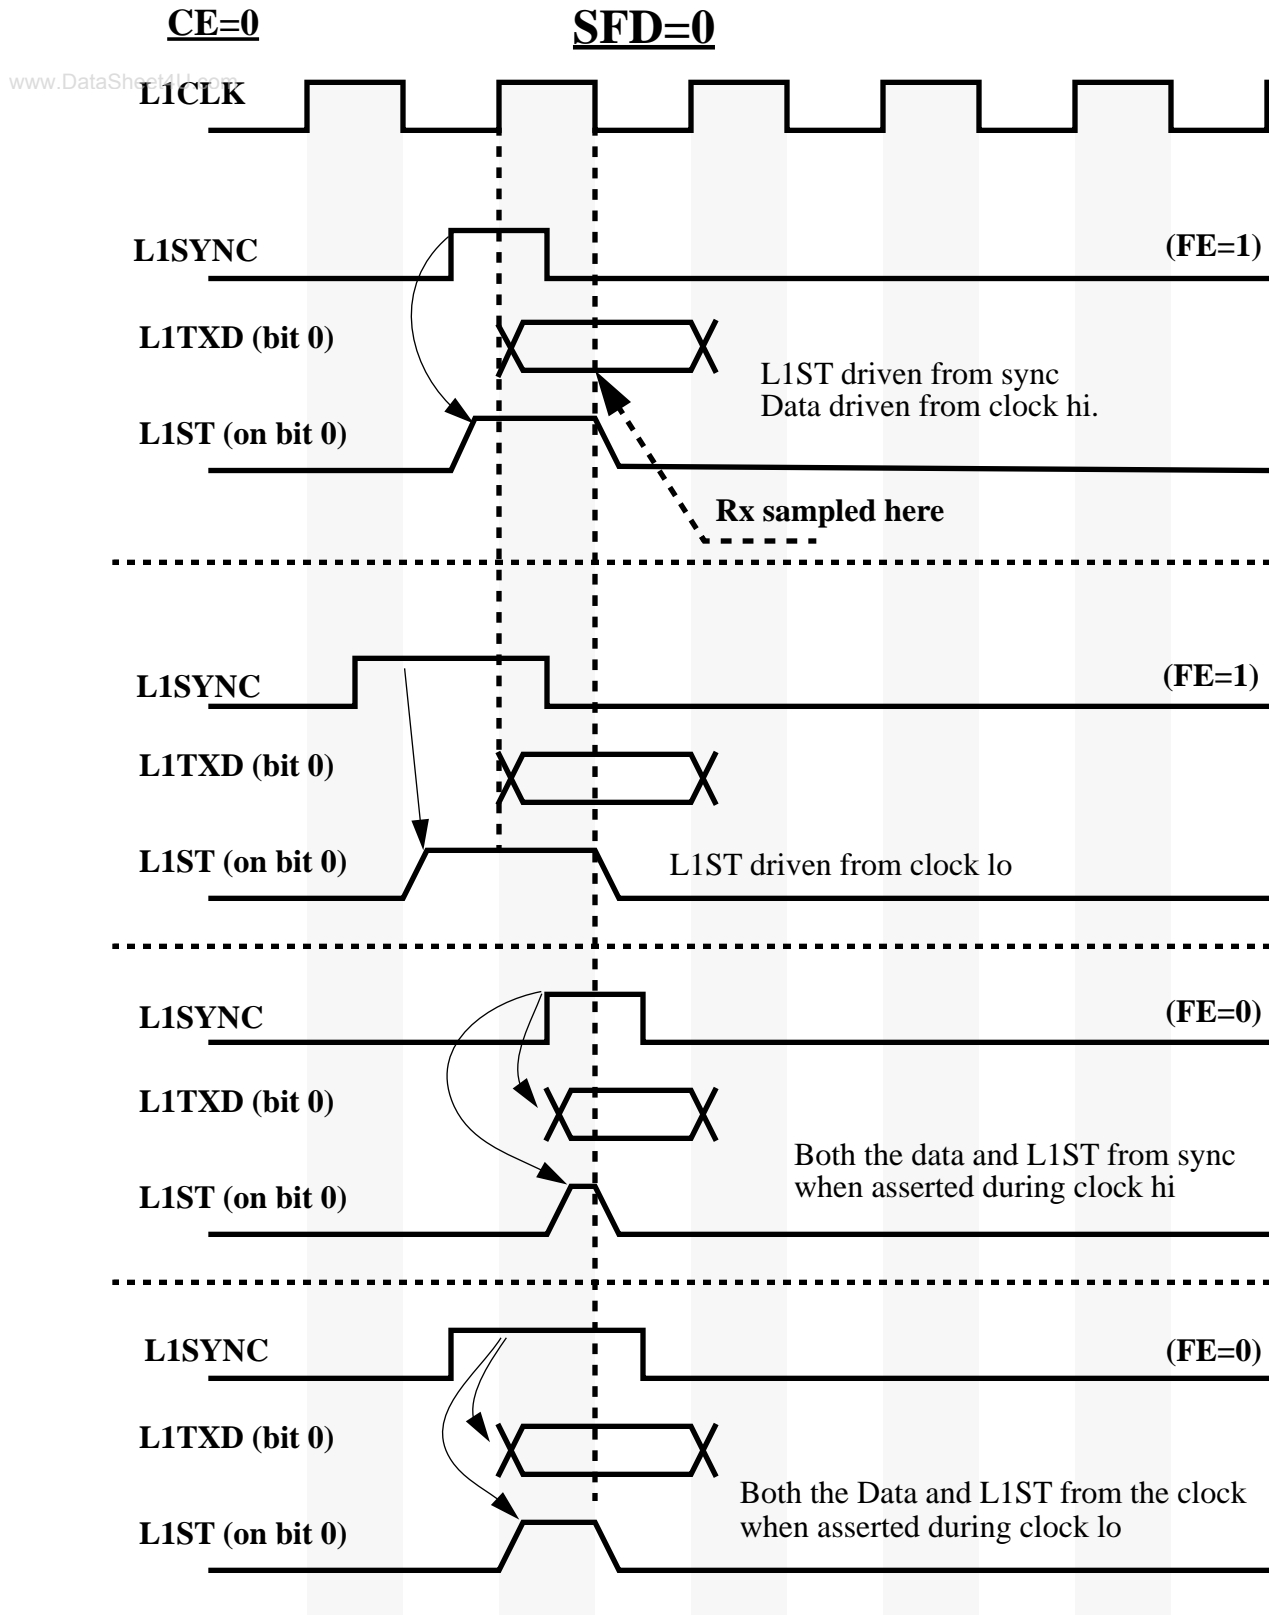 CE=0
SFD=0
www.DataSheet4U.com
L1CLK
L1SYNC
(FE=1)
L1TXD (bit 0)
L1ST driven from sync
Data driven from clock hi.
L1ST (on bit 0)
Rx sampled here
L1SYNC
(FE=1)
L1TXD (bit 0)
L1ST (on bit 0)
L1ST driven from clock lo
L1SYNC
(FE=0)
L1TXD (bit 0)
Both the data and L1ST from sync
when asserted during clock hi
L1ST (on bit 0)
L1SYNC
(FE=0)
L1TXD (bit 0)
Both the Data and L1ST from the clock
when asserted during clock lo
L1ST (on bit 0)